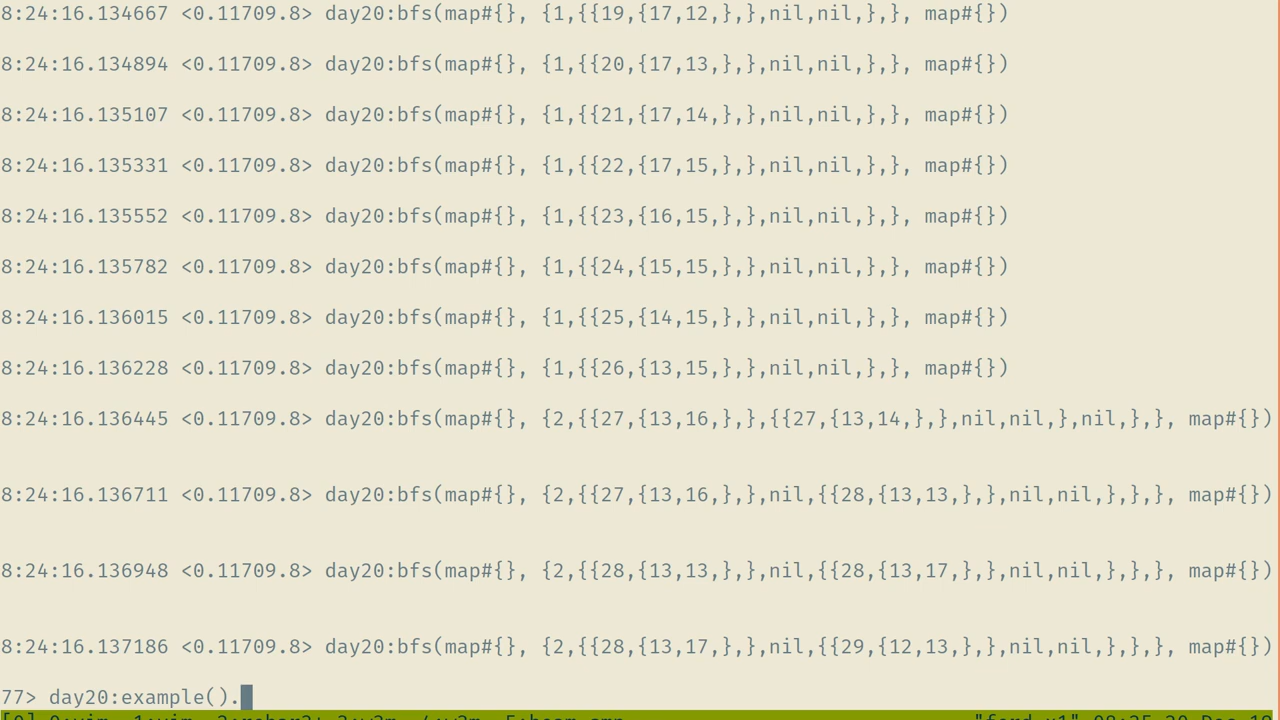 8:24:16.134667 <0.11709.8> day20:bfs(map#{}, {1,{{19,{17,12,},},nil,nil,},}, map#{})
8:24:16.134894 <0.11709.8> day20:bfs(map#{}, {1,{{20,{17,13,},},nil,nil,},}, map#{})
8:24:16.135107 <0.11709.8> day20:bfs(map#{}, {1,{{21,{17,14,},},nil,nil,},}, map#{})
8:24:16.135331 <0.11709.8> day20:bfs(map#{}, {1,{{22,{17,15,},},nil,nil,},}, map#{})
8:24:16.135552 <0.11709.8> day20:bfs(map#{}, {1,{{23,{16,15,},},nil,nil,},}, map#{})
8:24:16.135782 <0.11709.8> day20:bfs(map#{}, {1,{{24,{15,15,},},nil,nil,},}, map#{})
8:24:16.136015 <0.11709.8> day20:bfs(map#{}, {1,{{25,{14,15,},},nil,nil,},}, map#{})
8:24:16.136228 <0.11709.8> day20:bfs(map#{}, {1,{{26,{13,15,},},nil,nil,},}, map#{})
8:24:16.136445 <0.11709.8> day20:bfs(map#{}, {2,{{27,{13,16,},},{{27,{13,14,},},nil,nil,},nil,},}, map#{})
8:24:16.136711 <0.11709.8> day20:bfs(map#{}, {2,{{27,{13,16,},},nil,{{28,{13,13,},},nil,nil,},},}, map#{})
8:24:16.136948 <0.11709.8> day20:bfs(map#{}, {2,{{28,{13,13,},},nil,{{28,{13,17,},},nil,nil,},},}, map#{})
8:24:16.137186 <0.11709.8> day20:bfs(map#{}, {2,{{28,{13,17,},},nil,{{29,{12,13,},},nil,nil,},},}, map#{})
77> day20:example().